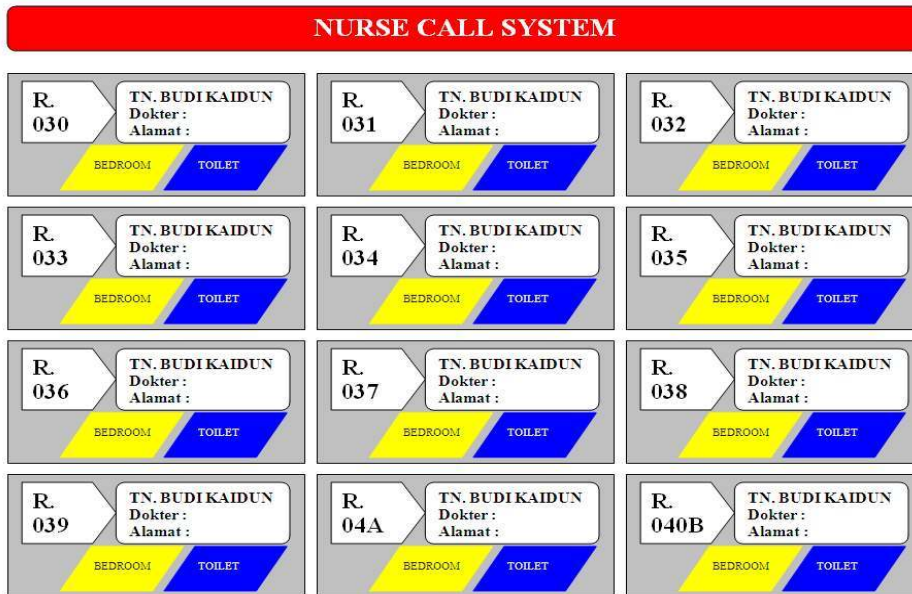 NURSE CALL SYSTEM
R.
030
TN. BUDI KAIDUN
Dokter :
Alamat :
BEDROOM
TOILET
R.
031
TN. BUDI KAIDUN
Dokter :
Alamat :
BEDROOM
TOILET
R.
032
TN. BUDI KAIDUN
Dokter :
Alamat :
BEDROOM
TOILET
R.
033
TN. BUDI KAIDUN
Dokter :
Alamat :
BEDROOM
TOILET
R.
034
TN. BUDI KAIDUN
Dokter :
Alamat :
BEDROOM
TOILET
R.
035
TN. BUDI KAIDUN
Dokter :
Alamat :
BEDROOM
TOILET
R.
036
TN. BUDI KAIDUN
Dokter :
Alamat :
BEDROOM
TOILET
R.
037
TN. BUDI KAIDUN
Dokter :
Alamat :
BEDROOM
TOILET
R.
038
TN. BUDI KAIDUN
Dokter :
Alamat :
BEDROOM
TOILET
R.
039
TN. BUDI KAIDUN
Dokter :
Alamat :
BEDROOM
TOILET
R.
04A
TN. BUDI KAIDUN
Dokter :
Alamat :
BEDROOM
TOILET
R.
040B
TN. BUDI KAIDUN
Dokter :
Alamat :
BEDROOM
TOILET